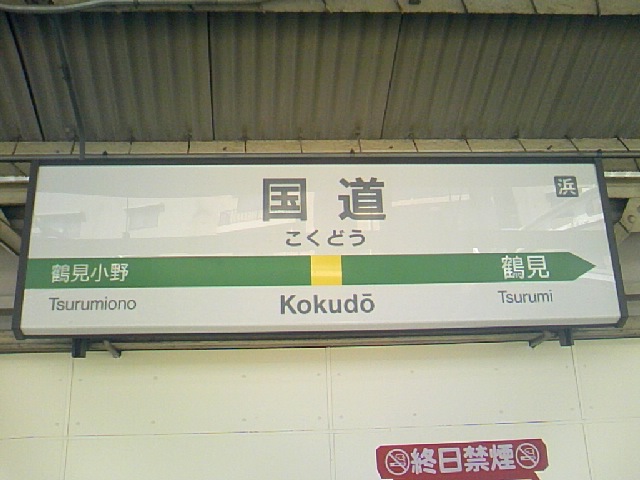 国道
浜
こくどう
鶴見小野 鶴見
Tsurumiono Kokudō Tsurumi
終日禁煙